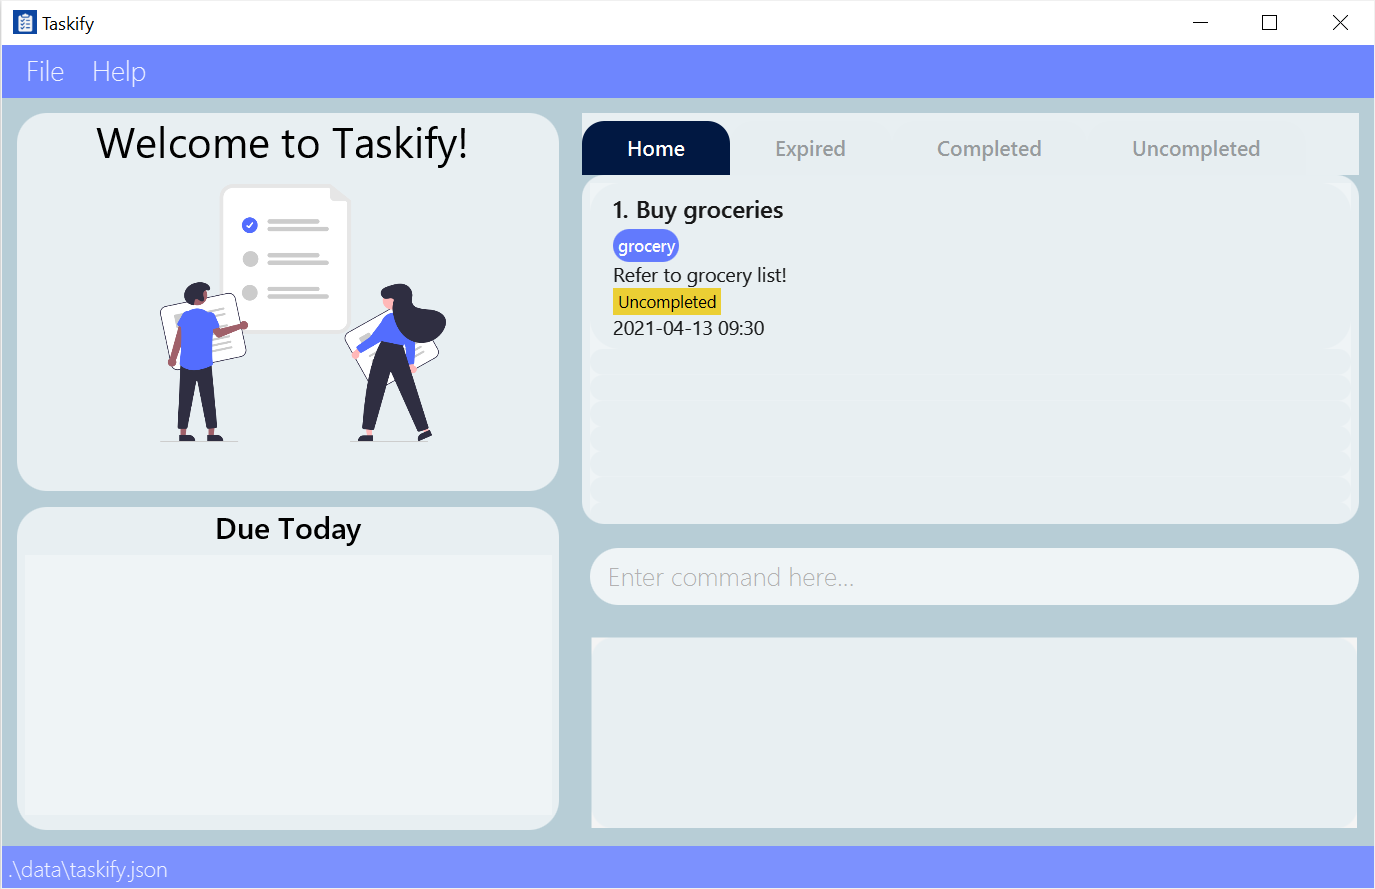 Taskify
File Help
Welcome to Taskify!
Due Today
Home Expired Completed Uncompleted
1. Buy groceries
grocery
Refer to grocery list!
Uncompleted
2021-04-13 09:30
Enter command here...
.\data\taskify.json